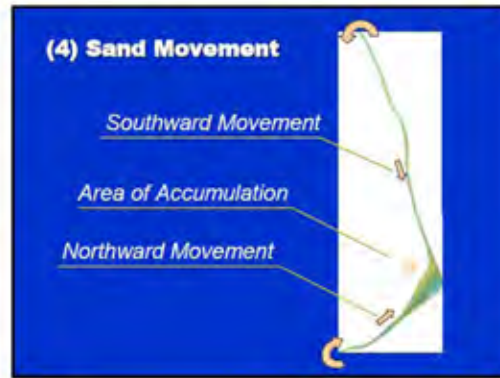 (4) Sand Movement
Southward Movement
Area of Accumulation
Northward Movement